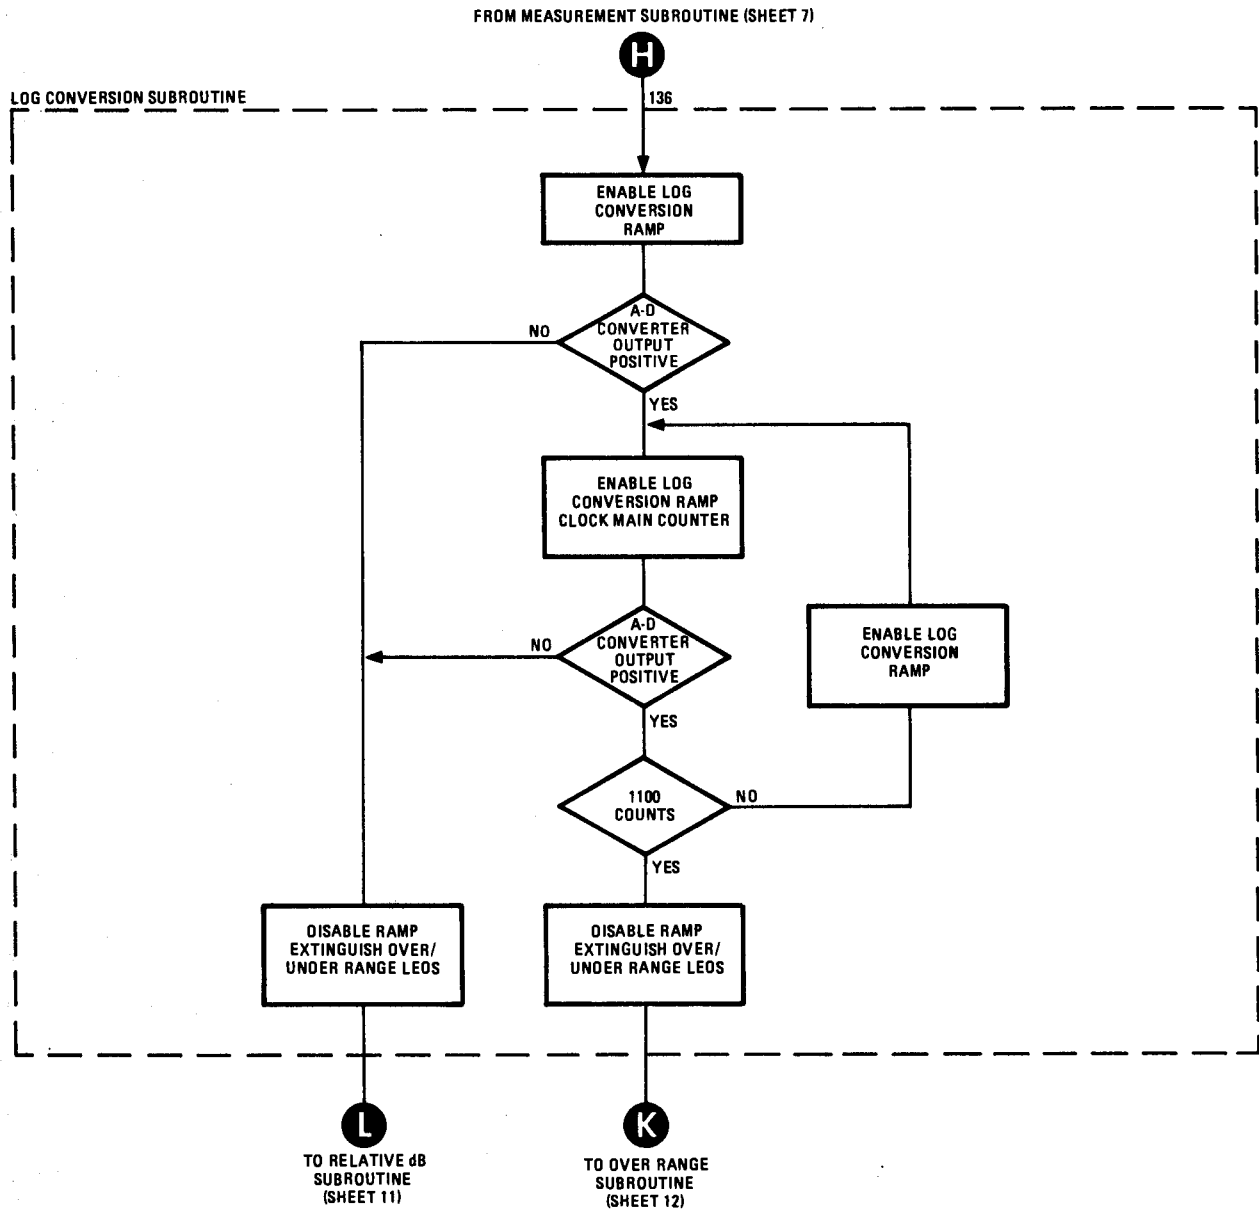 FROM MEASUREMENT SUBROUTINE (SHEET 7)
H
LOG CONVERSION SUBROUTINE
136
ENABLE LOG
CONVERSION
RAMP
A-D
CONVERTER
OUTPUT
POSITIVE
NO
YES
ENABLE LOG
CONVERSION RAMP
CLOCK MAIN COUNTER
A-D
CONVERTER
OUTPUT
POSITIVE
NO
YES
ENABLE LOG
CONVERSION
RAMP
1100
COUNTS
NO
YES
DISABLE RAMP
EXTINGUISH OVER/
UNDER RANGE LEDS
DISABLE RAMP
EXTINGUISH OVER/
UNDER RANGE LEDS
L
TO RELATIVE dB
SUBROUTINE
(SHEET 11)
K
TO OVER RANGE
SUBROUTINE
(SHEET 12)